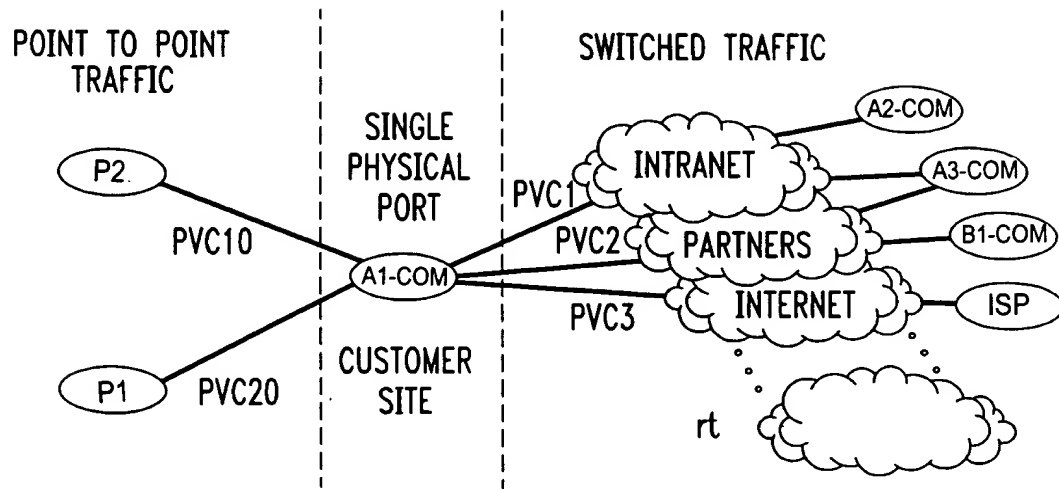 POINT TO POINT
TRAFFIC
SINGLE
PHYSICAL
PORT
SWITCHED TRAFFIC
P2.
PVC10
P1
PVC20
A1-COM
CUSTOMER
SITE
PVC1
PVC2
PVC3
INTRANET
PARTNERS
INTERNET
A2-COM
A3-COM
B1-COM
ISP
rt